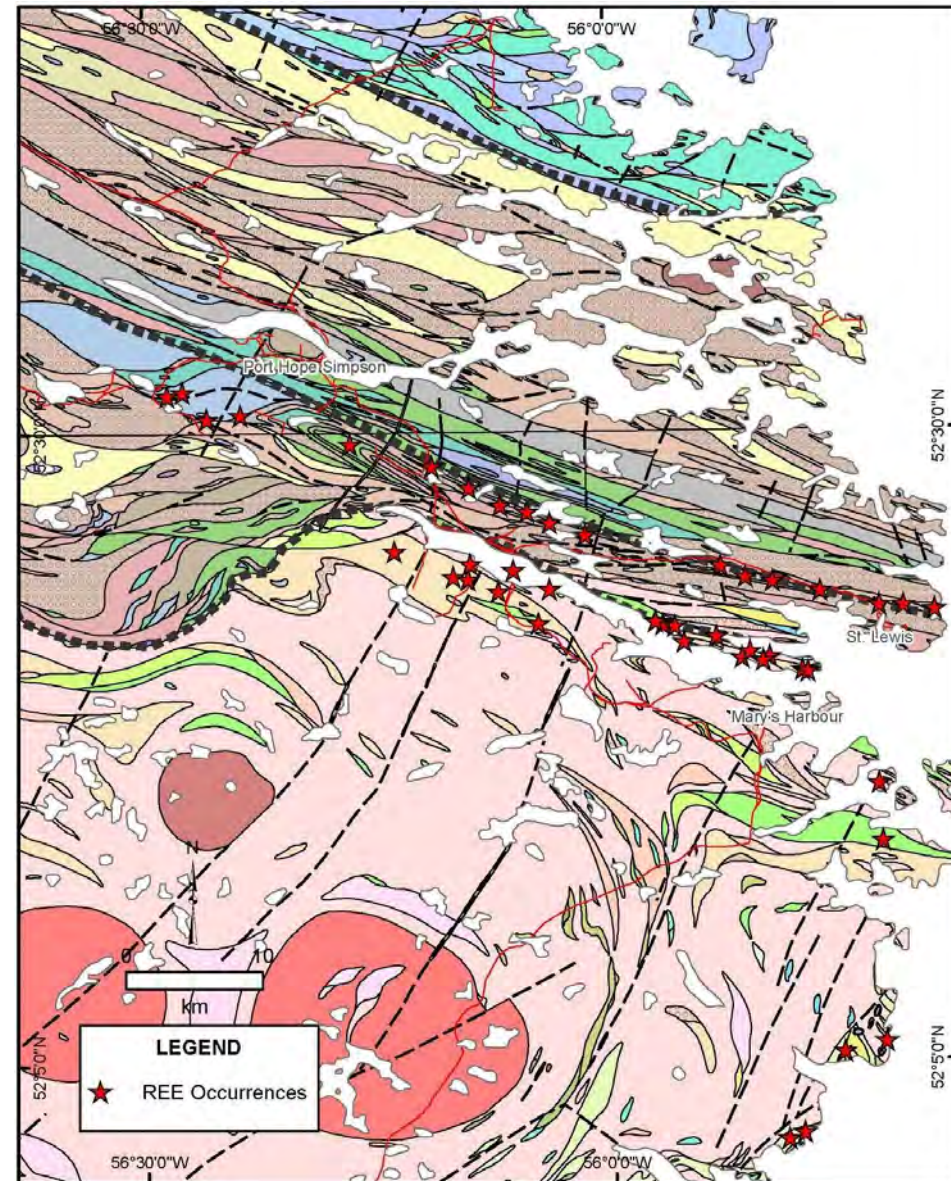 56°30'0"W
56°0'0"W
Port Hope Simpson
52°30'0"N
52°30'0"N
St. Lewis
Mary's Harbour
N
0
10
km
LEGEND
REE Occurrences
52°5'0"N
52°5'0"N
56°30'0"W
56°0'0"W